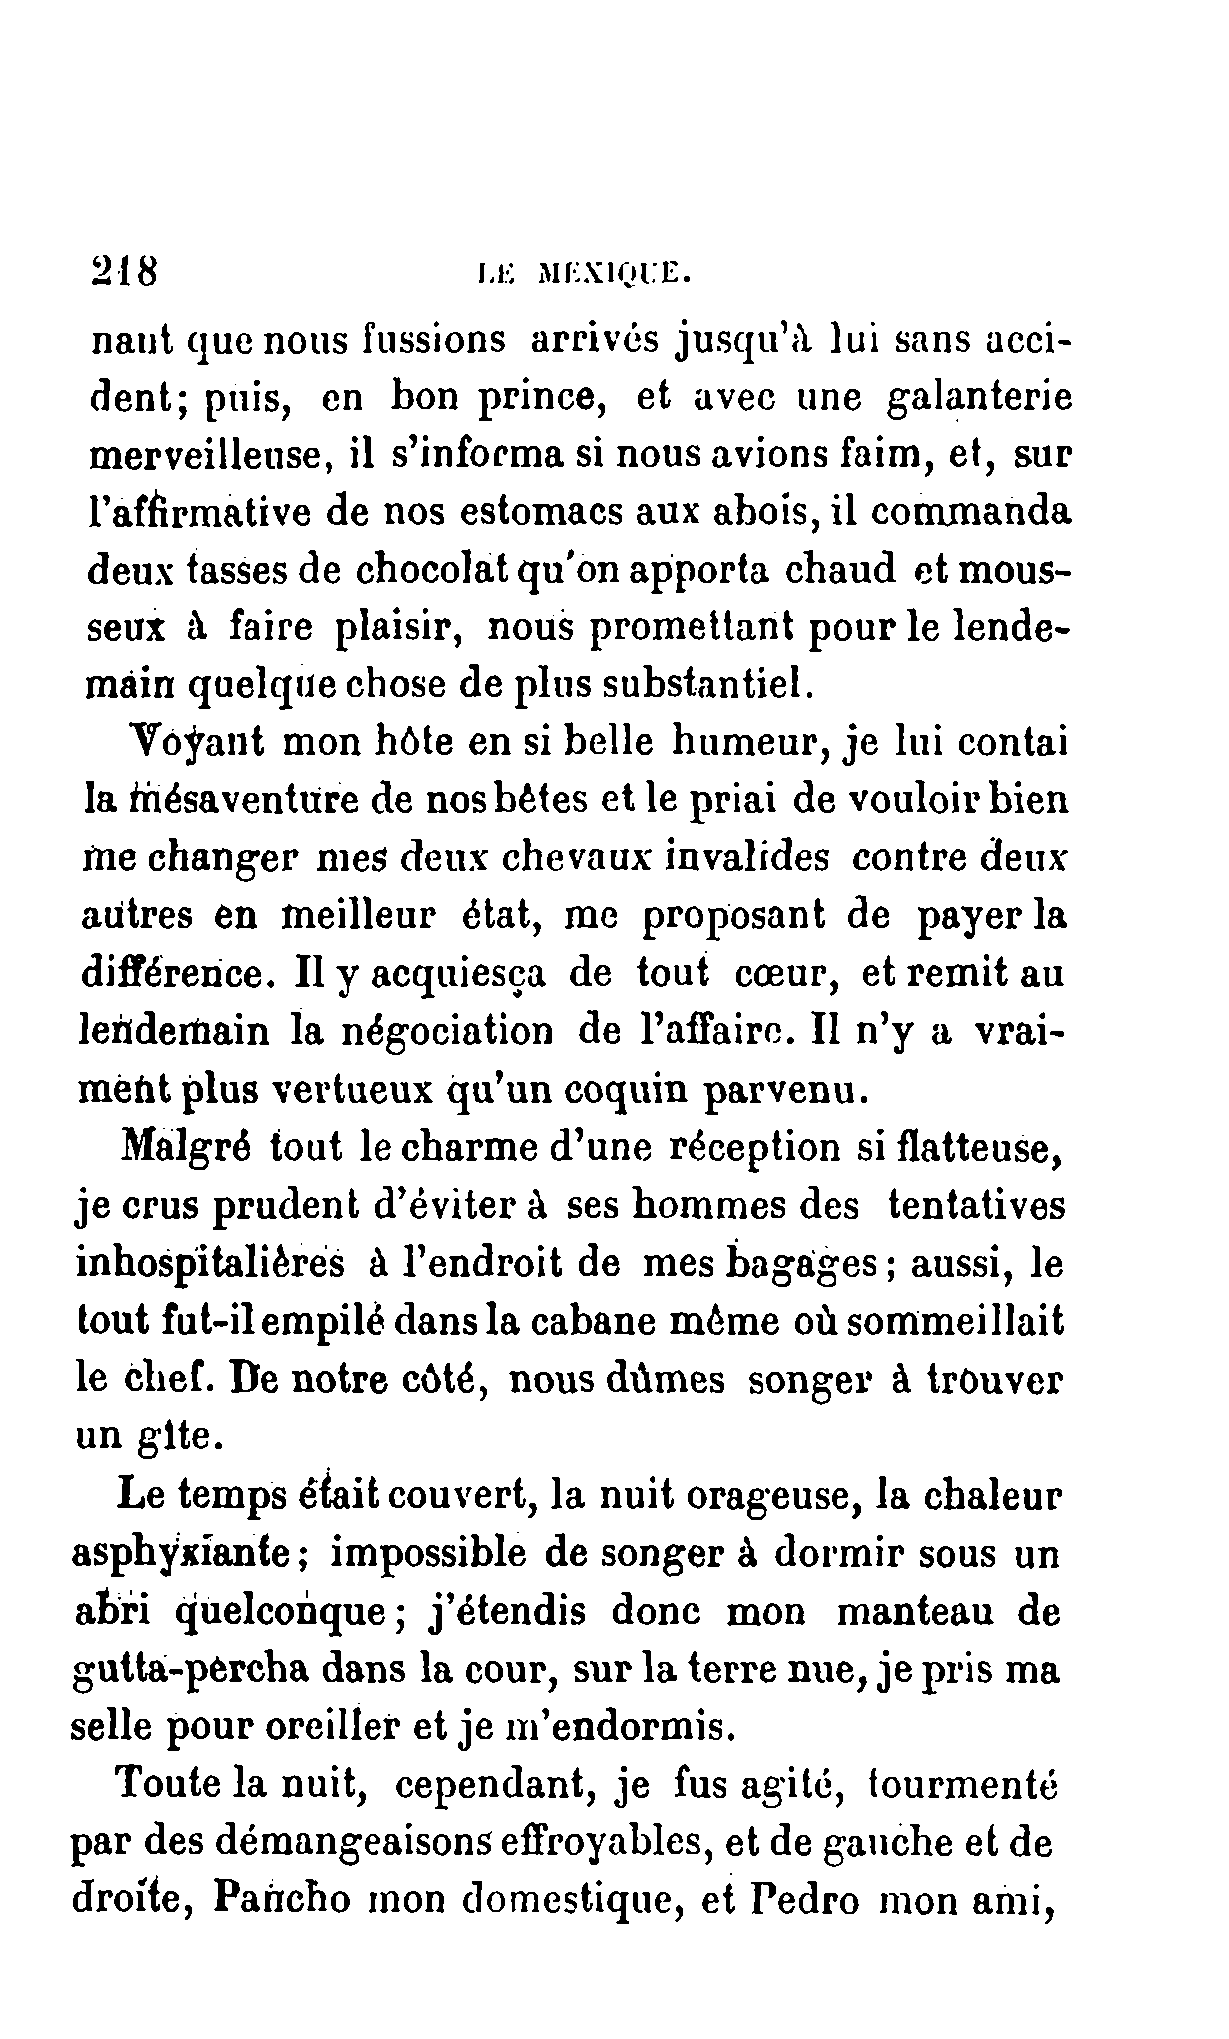 218 LE MEXIQUE.
nant que nous fussions arrivés jusqu'à lui sans acci-
dent; puis, en bon prince, et avec une galanterie
merveilleuse, il s'informa si nous avions faim, et, sur
l'affirmative de nos estomacs aux abois, il commanda
deux tasses de chocolat qu'on apporta chaud et mous-
seux à faire plaisir, nous promettant pour le lende-
main quelque chose de plus substantiel.
Voyant mon hôte en si belle humeur, je lui contai
la mésaventure de nos bêtes et le priai de vouloir bien
me changer mes deux chevaux invalides contre deux
autres en meilleur état, me proposant de payer la
différence. Il y acquiesça de tout cœur, et remit au
lendemain la négociation de l'affaire. Il n'y a vrai-
ment plus vertueux qu'un coquin parvenu.
Malgré tout le charme d'une réception si flatteuse,
je crus prudent d'éviter à ses hommes des tentatives
inhospitalières à l'endroit de mes bagages; aussi, le
tout fut-il empilé dans la cabane même où sommeillait
le chef. De notre côté, nous dûmes songer à trouver
un gîte.
Le temps était couvert, la nuit orageuse, la chaleur
asphyxiante; impossible de songer à dormir sous un
abri quelconque; j'étendis donc mon manteau de
gutta-percha dans la cour, sur la terre nue, je pris ma
selle pour oreiller et je m'endormis.
Toute la nuit, cependant, je fus agité, tourmenté
par des démangeaisons effroyables, et de gauche et de
droite, Pancho mon domestique, et Pedro mon ami,